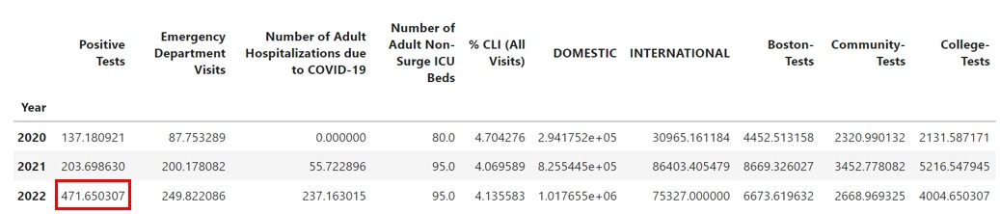 Positive Tests Emergency Department Visits Number of Adult Hospitalizations due to COVID-19 Number of Adult Non-Surge ICU Beds % CLI (All Visits) DOMESTIC INTERNATIONAL Boston-Tests Community-Tests College-Tests
Year
2020 137.180921 87.753289 0.000000 80.0 4.704276 2.941752e+05 30965.161184 4452.513158 2320.990132 2131.587171
2021 203.698630 200.178082 55.722896 95.0 4.069589 8.255445e+05 86403.405479 8669.326027 3452.778082 5216.547945
2022 471.650307 249.822086 237.163015 95.0 4.135583 1.017655e+06 75327.000000 6673.619632 2668.969325 4004.650307